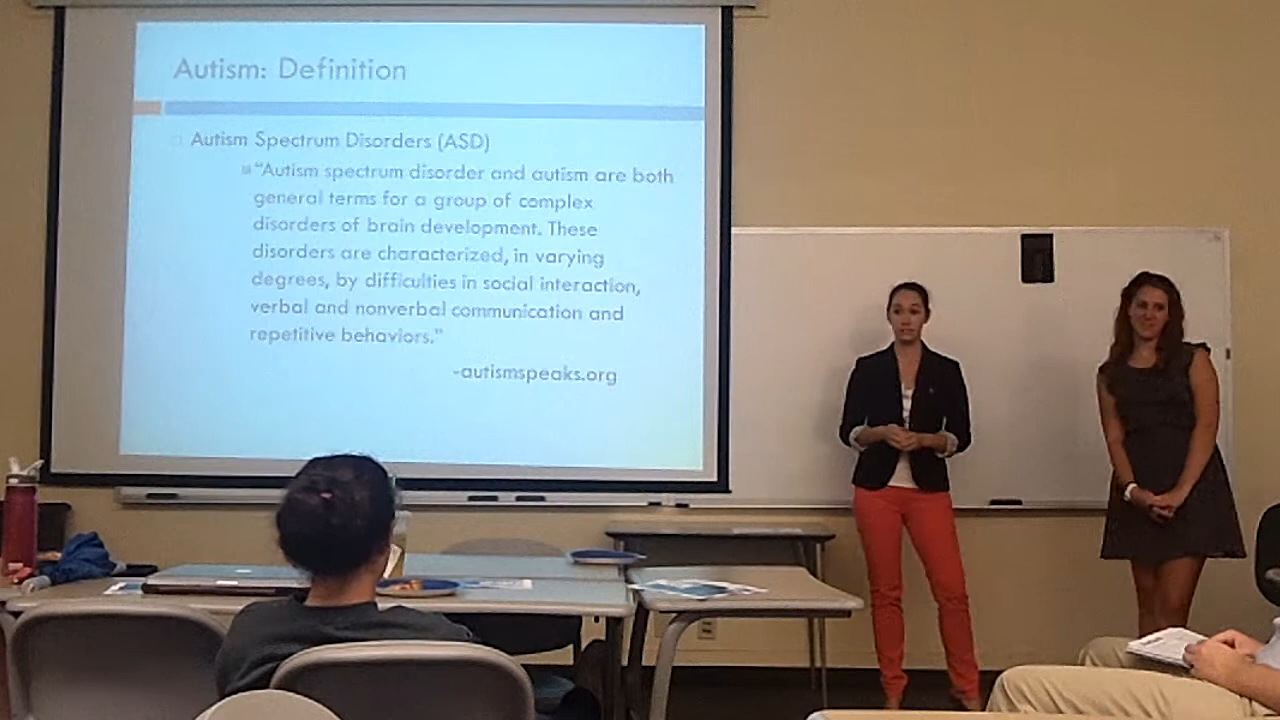 Autism: Definition
Autism Spectrum Disorders (ASD)
"Autism spectrum disorder and autism are both
general terms for a group of complex
disorders of brain development. These
disorders are characterized, in varying
degrees, by difficulties in social interaction,
verbal and nonverbal communication and
repetitive behaviors."
-autismspeaks.org